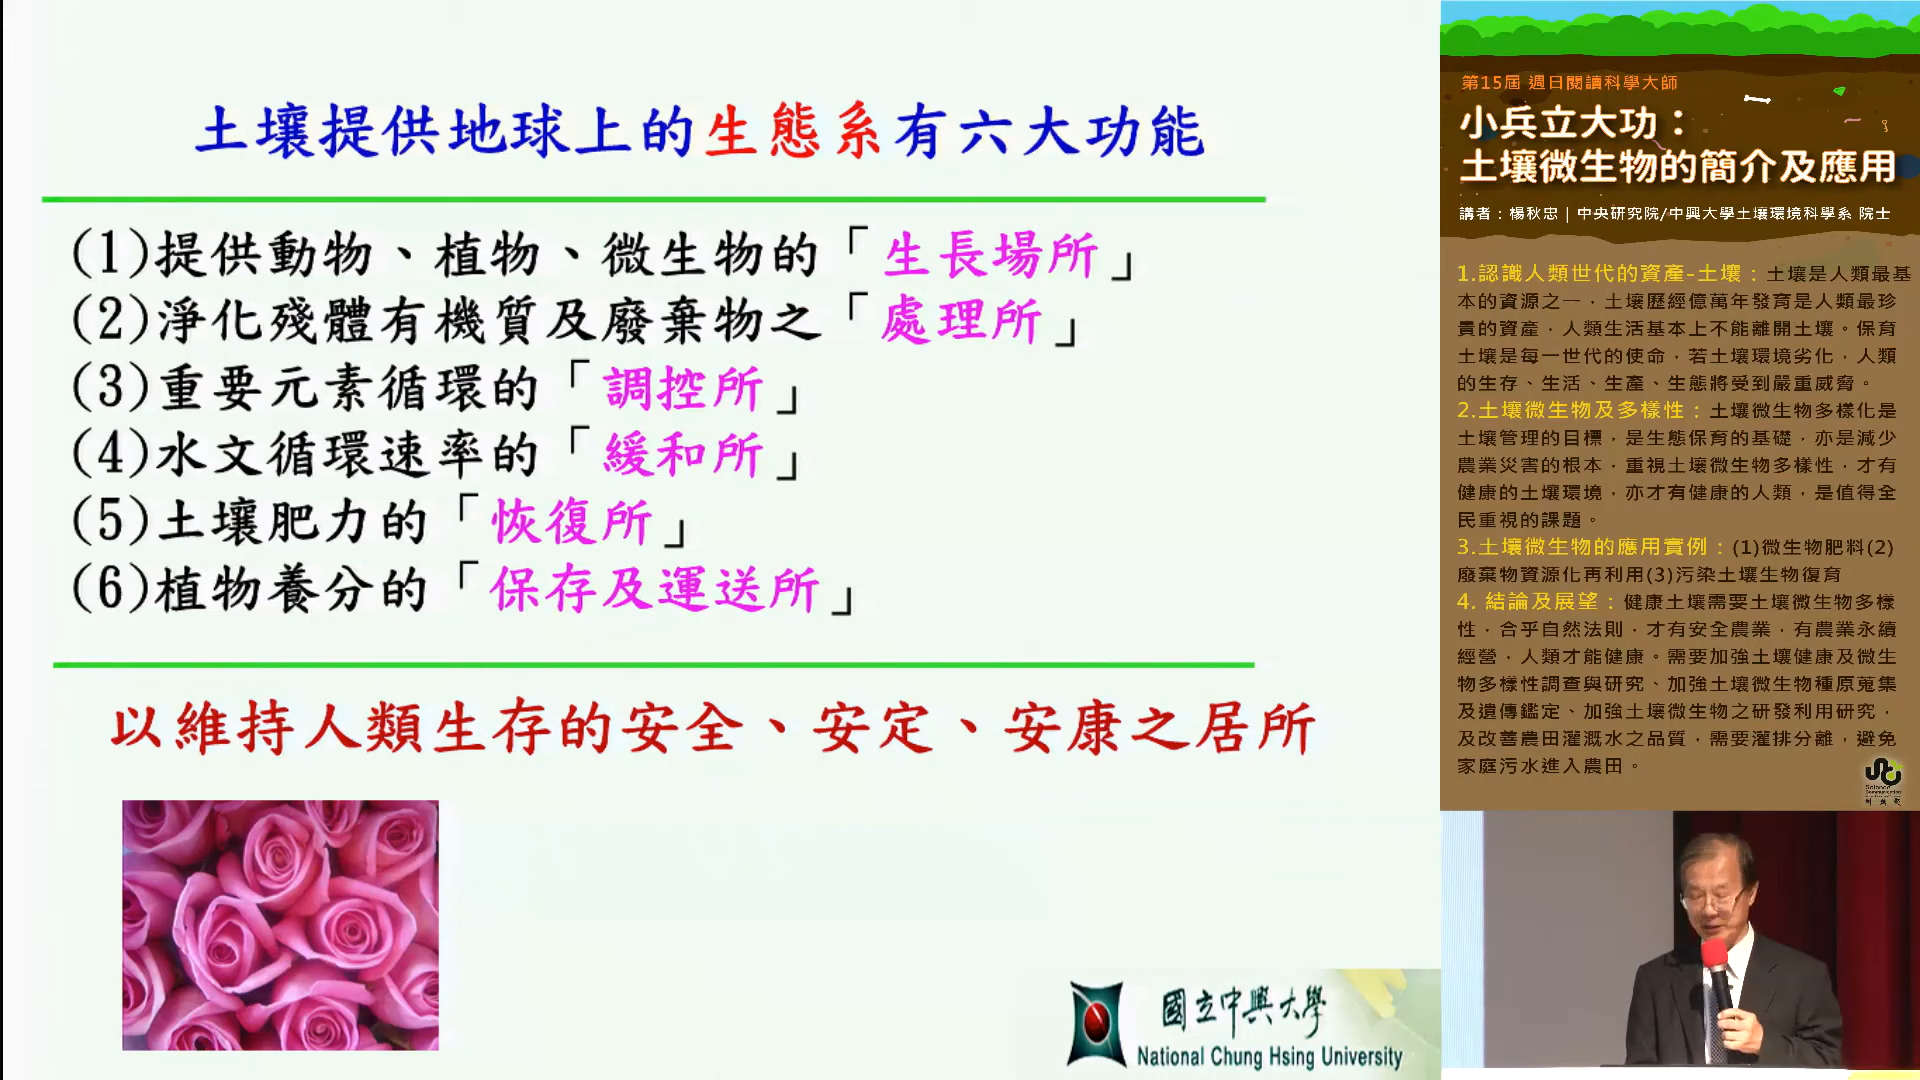 土壤提供地球上的生態系有六大功能
(1)提供動物、植物、微生物的「生長場所」
(2)淨化殘體有機質及廢棄物之「處理所」
(3)重要元素循環的「調控所」
(4)水文循環速率的「緩和所」
(5)土壤肥力的「恢復所」
(6)植物養分的「保存及運送所」
以維持人類生存的安全、安定、安康之居所
國立中興大學
National Chung Hsing University
第15屆 週日閱讀科學大師
小兵立大功：
土壤微生物的簡介及應用
講者：楊秋忠｜中央研究院/中興大學土壤環境科學系 院士
1.認識人類世代的資產-土壤：土壤是人類最基
本的資源之一，土壤歷經億萬年發育是人類最珍
貴的資產，人類生活基本上不能離開土壤。保育
土壤是每一世代的使命，若土壤環境劣化，人類
的生存、生活、生產、生態將受到嚴重威脅。
2.土壤微生物及多樣性：土壤微生物多樣化是
土壤管理的目標，是生態保育的基礎，亦是減少
農業災害的根本，重視土壤微生物多樣性，才有
健康的土壤環境，亦才有健康的人類，是值得全
民重視的課題。
3.土壤微生物的應用實例：(1)微生物肥料(2)
廢棄物資源化再利用(3)污染土壤生物復育
4. 結論及展望：健康土壤需要土壤微生物多樣
性，合乎自然法則，才有安全農業，有農業永續
經營，人類才能健康。需要加強土壤健康及微生
物多樣性調查與研究、加強土壤微生物種原蒐集
及遺傳鑑定、加強土壤微生物之研發利用研究，
及改善農田灌溉水之品質，需要灌排分離，避免
家庭污水進入農田。
Science
Communication